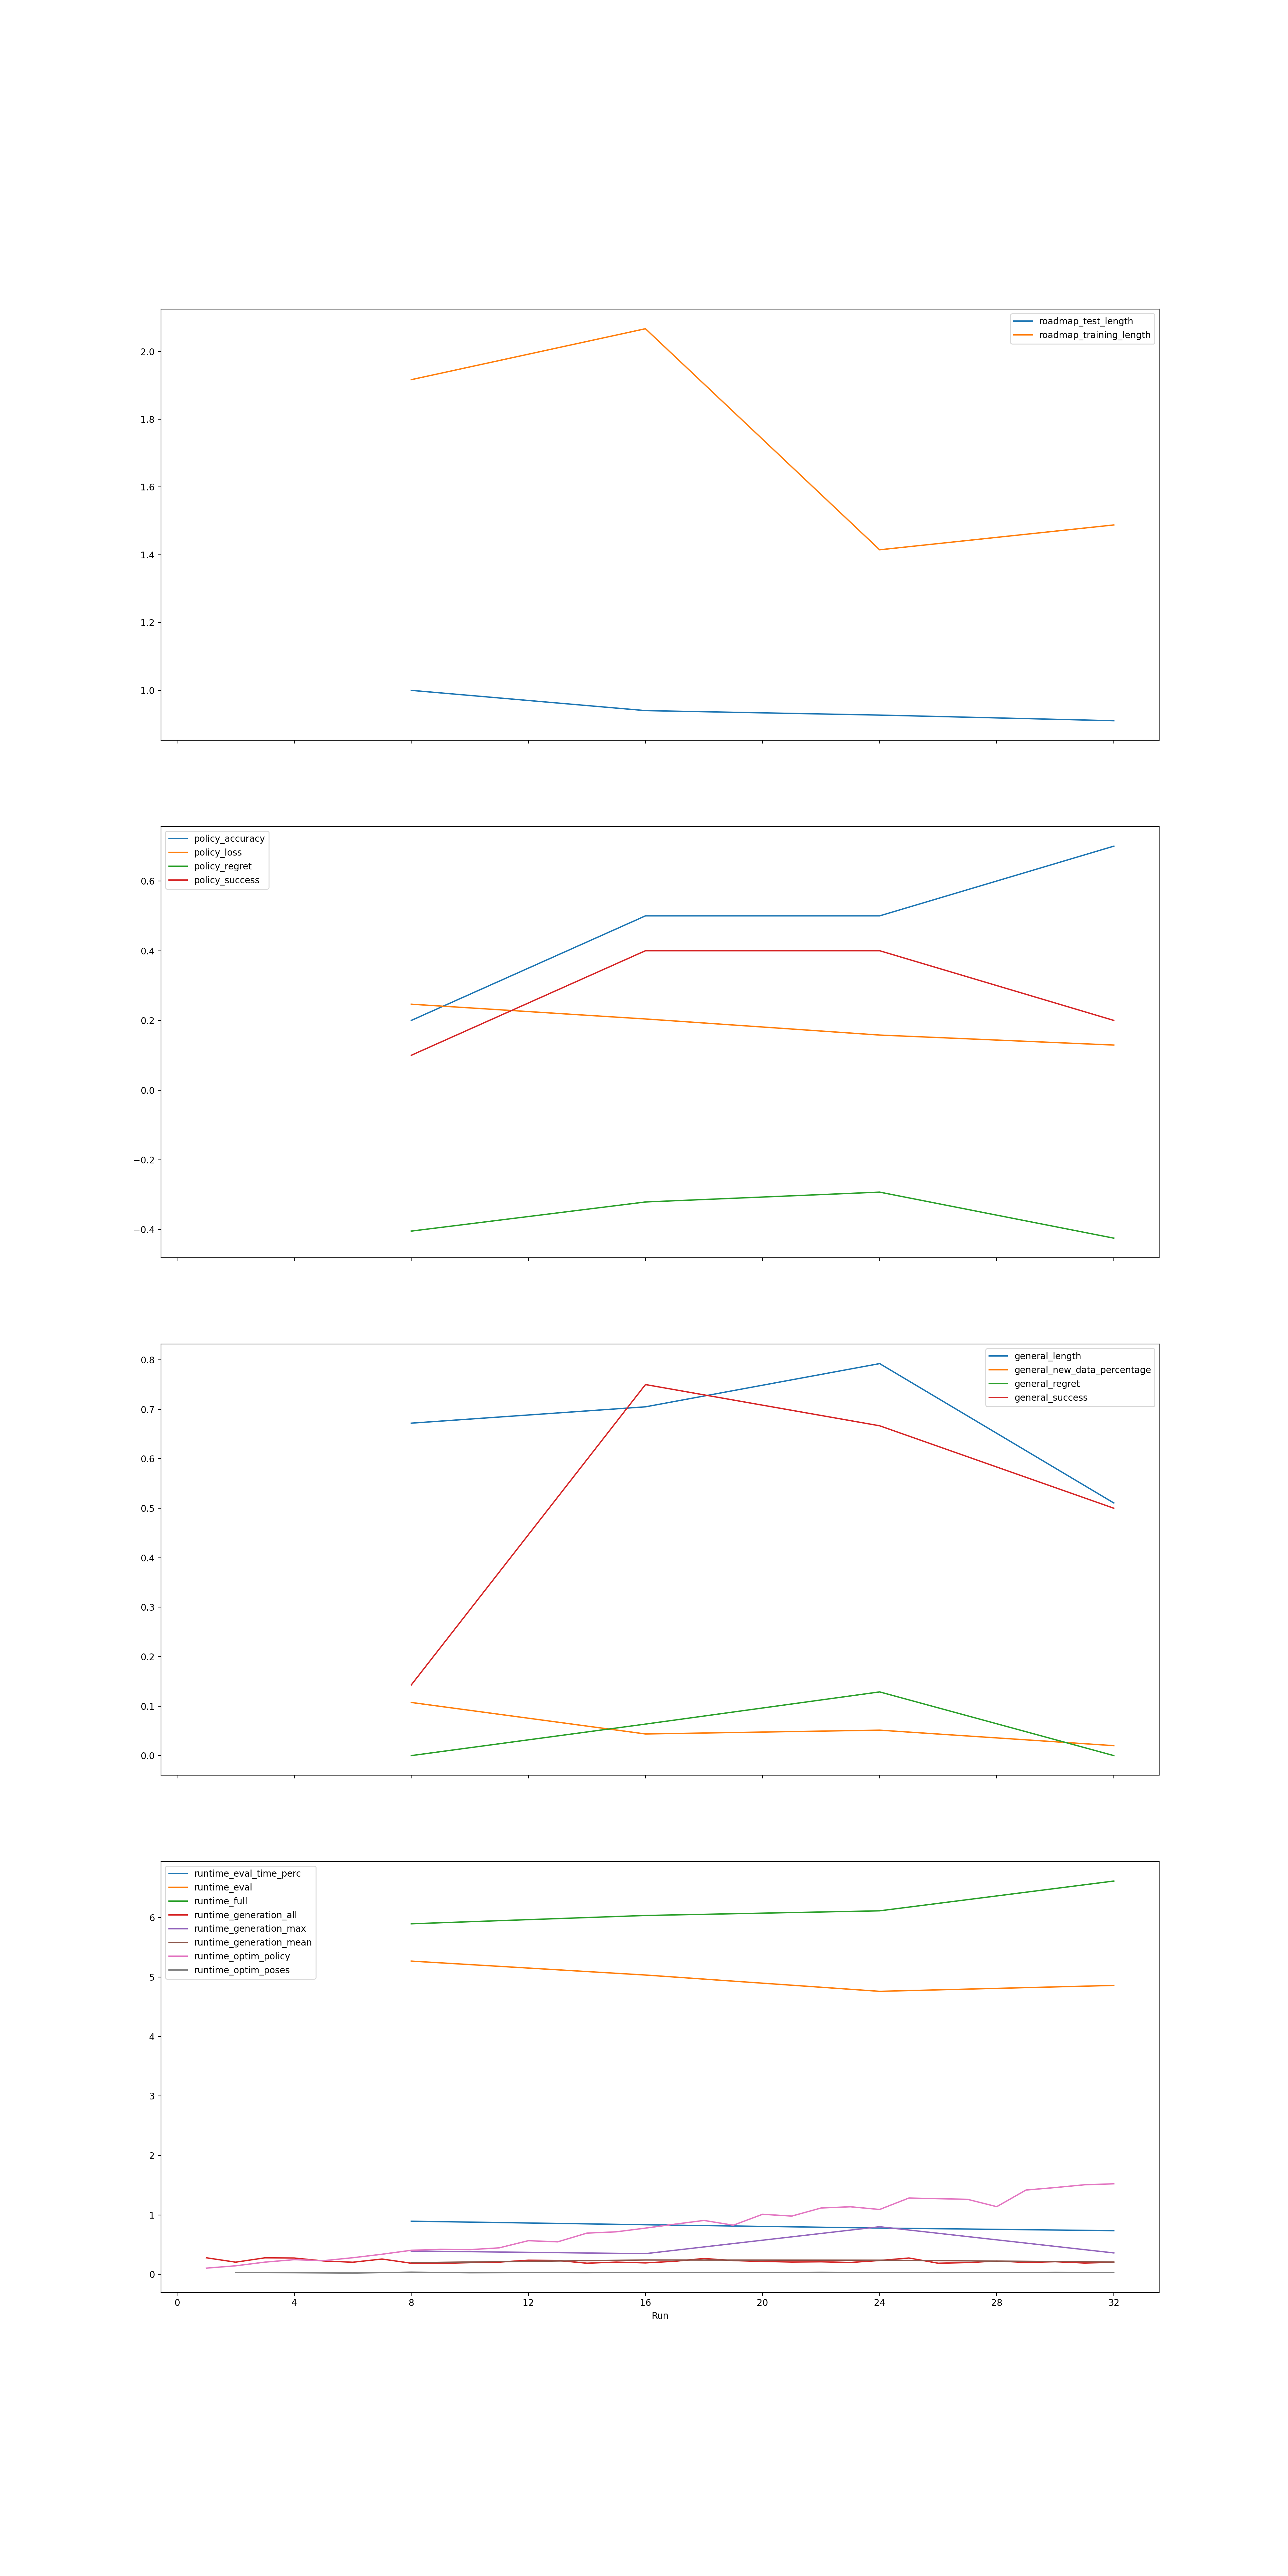 roadmap_test_length
roadmap_training_length
2.0
1.8
1.6
1.4
1.2
1.0
policy_accuracy
policy_loss
policy_regret
policy_success
0.6
0.4
0.2
0.0
−0.2
−0.4
general_length
general_new_data_percentage
general_regret
general_success
0.8
0.7
0.6
0.5
0.4
0.3
0.2
0.1
0.0
runtime_eval_time_perc
runtime_eval
runtime_full
runtime_generation_all
runtime_generation_max
runtime_generation_mean
runtime_optim_policy
runtime_optim_poses
6
5
4
3
2
1
0
0 4 8 12 16 20 24 28 32
Run